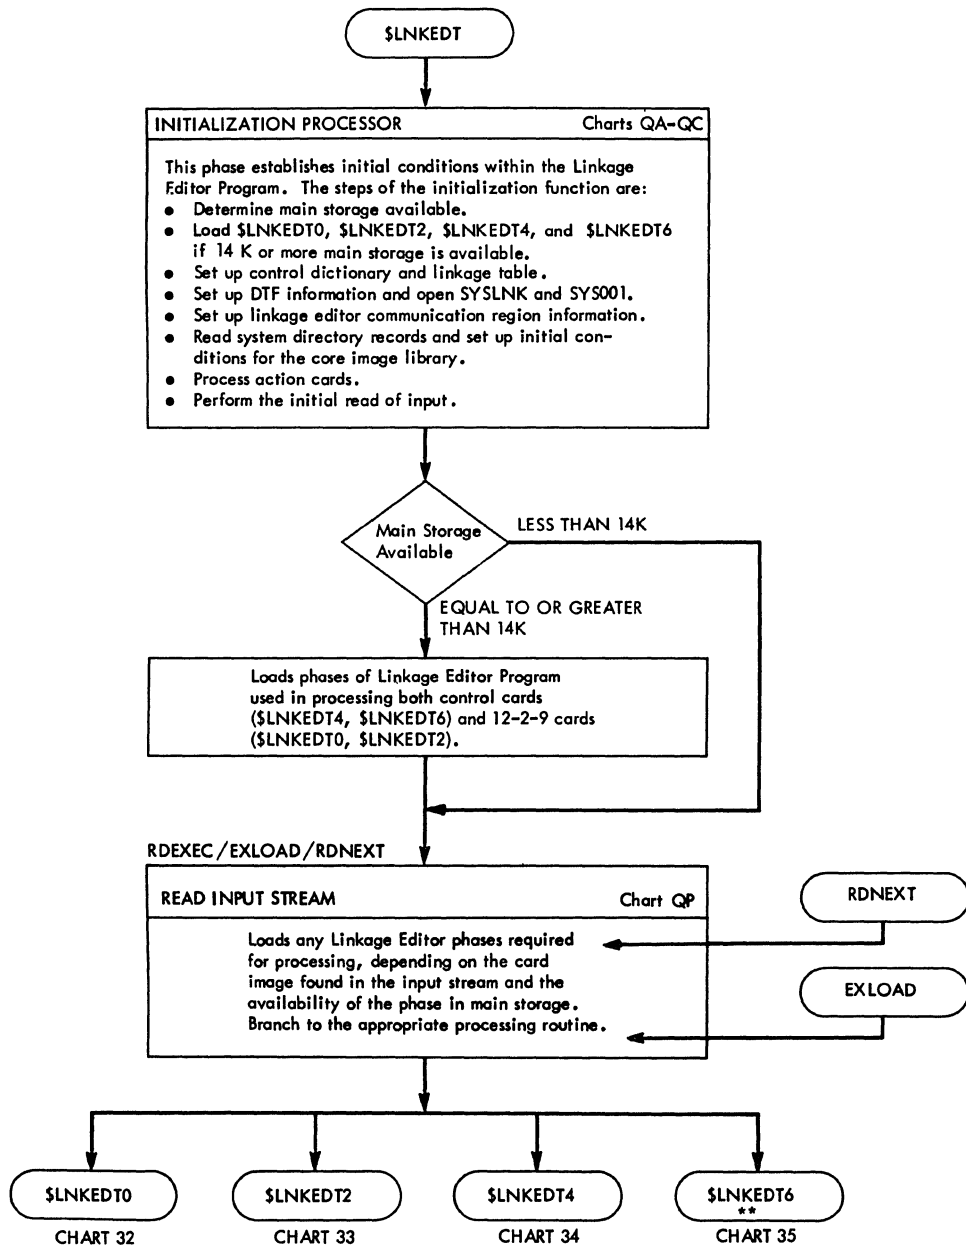 $LNKEDT
INITIALIZATION PROCESSOR Charts QA-QC
This phase establishes initial conditions within the Linkage
Editor Program. The steps of the initialization function are:
● Determine main storage available.
● Load $LNKEDT0, $LNKEDT2, $LNKEDT4, and $LNKEDT6
if 14 K or more main storage is available.
● Set up control dictionary and linkage table.
● Set up DTF information and open SYSLNK and SYS001.
● Set up linkage editor communication region information.
● Read system directory records and set up initial con-
ditions for the core image library.
● Process action cards.
● Perform the initial read of input.
Main Storage
Available
LESS THAN 14K
EQUAL TO OR GREATER
THAN 14K
Loads phases of Linkage Editor Program
used in processing both control cards
($LNKEDT4, $LNKEDT6) and 12-2-9 cards
($LNKEDT0, $LNKEDT2).
RDEXEC/EXLOAD/RDNEXT
READ INPUT STREAM Chart QP
RDNEXT
Loads any Linkage Editor phases required
for processing, depending on the card
image found in the input stream and the
availability of the phase in main storage.
Branch to the appropriate processing routine.
EXLOAD
$LNKEDT0
CHART 32
$LNKEDT2
CHART 33
$LNKEDT4
CHART 34
$LNKEDT6
**
CHART 35